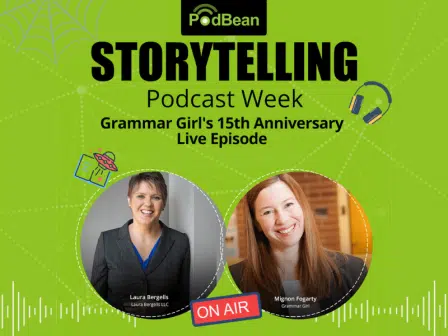 PodBean
STORYTELLING
Podcast Week
Grammar Girl's 15th Anniversary
Live Episode
Laura Bergells
Laura Bergells LLC
Mignon Fogarty
Grammar Girl
ON AIR